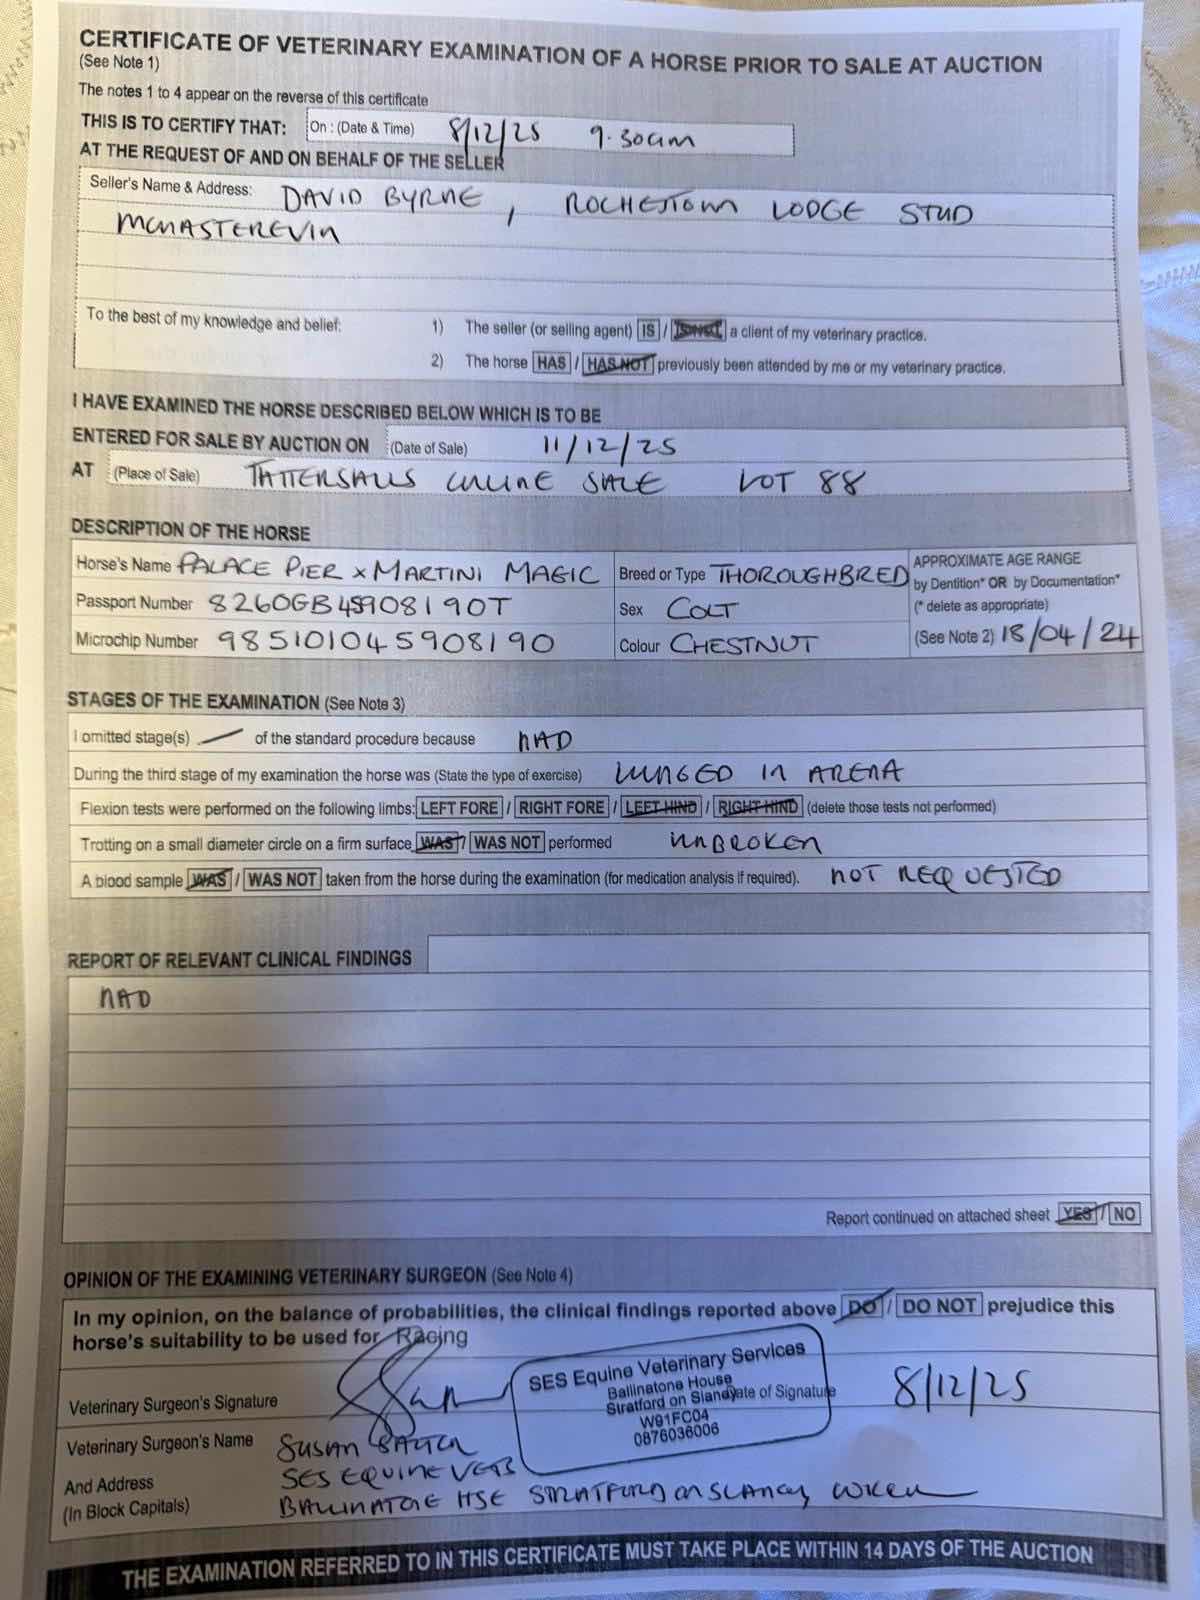 CERTIFICATE OF VETERINARY EXAMINATION OF A HORSE PRIOR TO SALE AT AUCTION
(See Note 1)
The notes 1 to 4 appear on the reverse of this certificate
THIS IS TO CERTIFY THAT: On : (Date & Time) 8/12/25 9.30am
AT THE REQUEST OF AND ON BEHALF OF THE SELLER
Seller's Name & Address: DAVID BYRNE, ROCHESTOWN LODGE STUD
MONASTEREVIN
To the best of my knowledge and belief: 1) The seller (or selling agent) IS / IS NOT a client of my veterinary practice.
2) The horse HAS / HAS NOT previously been attended by me or my veterinary practice.
I HAVE EXAMINED THE HORSE DESCRIBED BELOW WHICH IS TO BE
ENTERED FOR SALE BY AUCTION ON (Date of Sale) 11/12/25
AT (Place of Sale) TATTERSALLS ONLINE SALE LOT 88
DESCRIPTION OF THE HORSE
Horse's Name PALACE PIER x MARTINI MAGIC Breed or Type THOROUGHBRED APPROXIMATE AGE RANGE
by Dentition* OR by Documentation*
Passport Number 8260GB45908190T Sex COLT (* delete as appropriate)
Microchip Number 985101045908190 Colour CHESTNUT (See Note 2) 18/04/24
STAGES OF THE EXAMINATION (See Note 3)
I omitted stage(s) — of the standard procedure because NAD
During the third stage of my examination the horse was (State the type of exercise) LUNGED IN ARENA
Flexion tests were performed on the following limbs: LEFT FORE / RIGHT FORE / LEFT HIND / RIGHT HIND (delete those tests not performed)
Trotting on a small diameter circle on a firm surface WAS / WAS NOT performed UNBROKEN
A blood sample WAS / WAS NOT taken from the horse during the examination (for medication analysis if required). NOT REQUESTED
REPORT OF RELEVANT CLINICAL FINDINGS
NAD
Report continued on attached sheet YES / NO
OPINION OF THE EXAMINING VETERINARY SURGEON (See Note 4)
In my opinion, on the balance of probabilities, the clinical findings reported above DO / DO NOT prejudice this
horse's suitability to be used for Racing
SES Equine Veterinary Services
Ballinatone House
Stratford on Slaney
W91FC04
0876036006
Veterinary Surgeon's Signature Date of Signature 8/12/25
Veterinary Surgeon's Name SUSAN
And Address SES EQUINE VETS
(In Block Capitals) BALLINATONE HSE STRATFORD ON SLANEY,
THE EXAMINATION REFERRED TO IN THIS CERTIFICATE MUST TAKE PLACE WITHIN 14 DAYS OF THE AUCTION